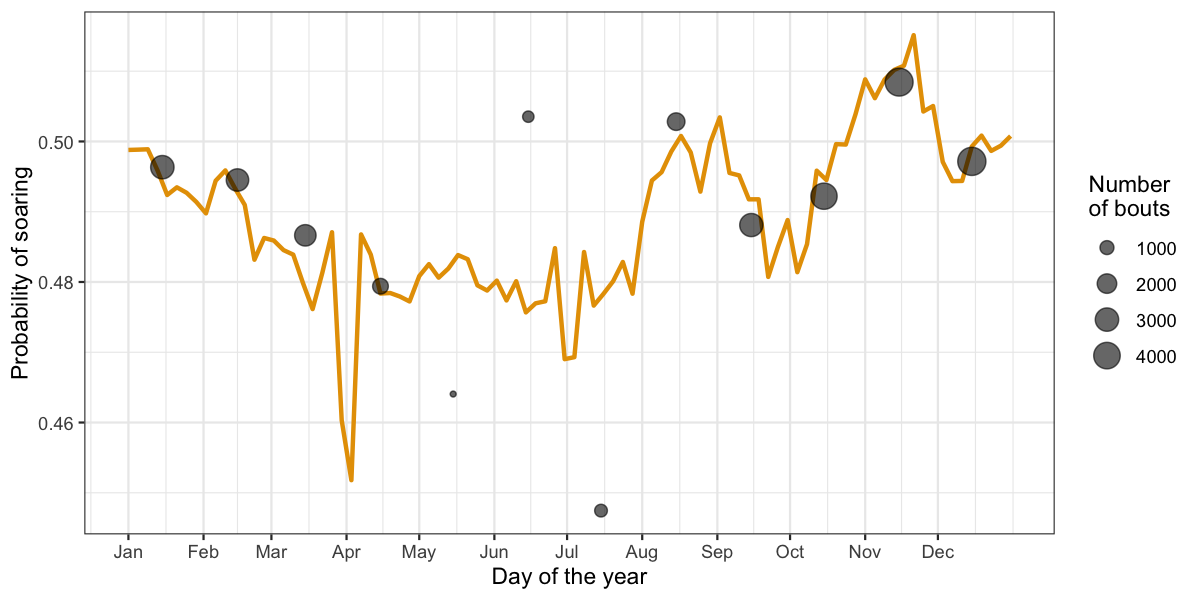 Probability of soaring
0.50
0.48
0.46
Jan Feb Mar Apr May Jun Jul Aug Sep Oct Nov Dec
Day of the year
Number
of bouts
1000
2000
3000
4000